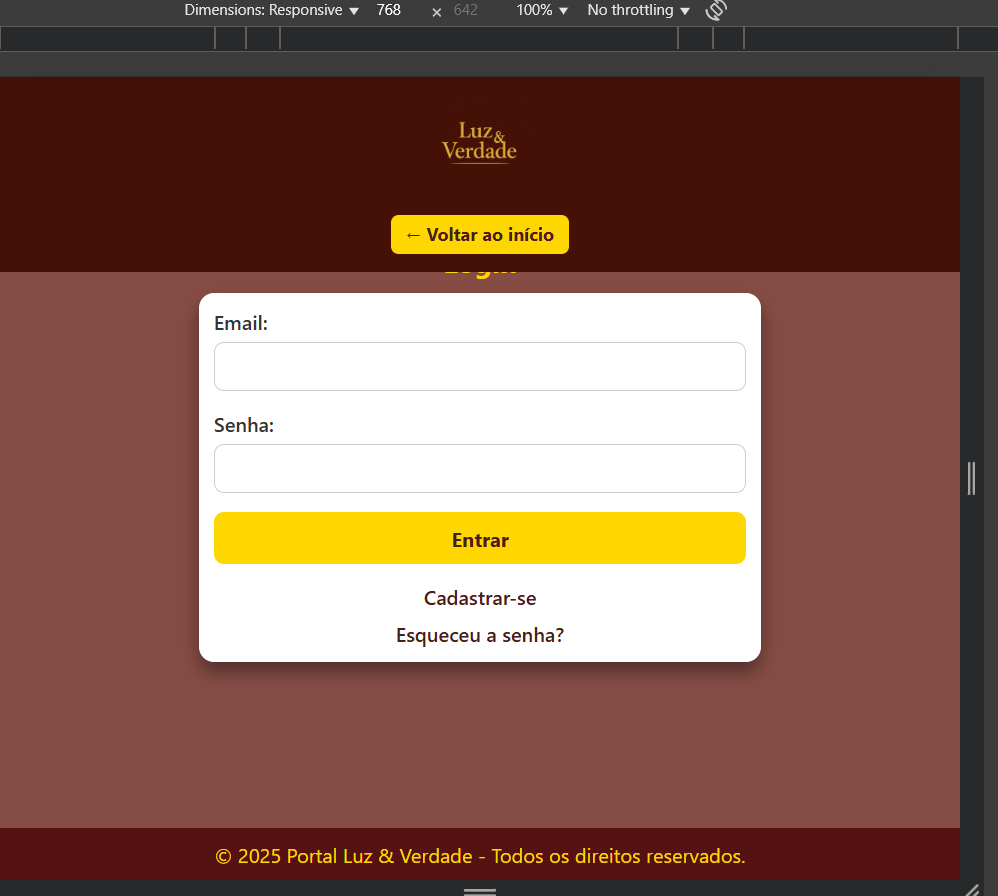 Dimensions: Responsive ▼ 768 × 642 100% ▼ No throttling ▼
Luz &
Verdade
← Voltar ao início
Login
Email:
Senha:
Entrar
Cadastrar-se
Esqueceu a senha?
© 2025 Portal Luz & Verdade - Todos os direitos reservados.